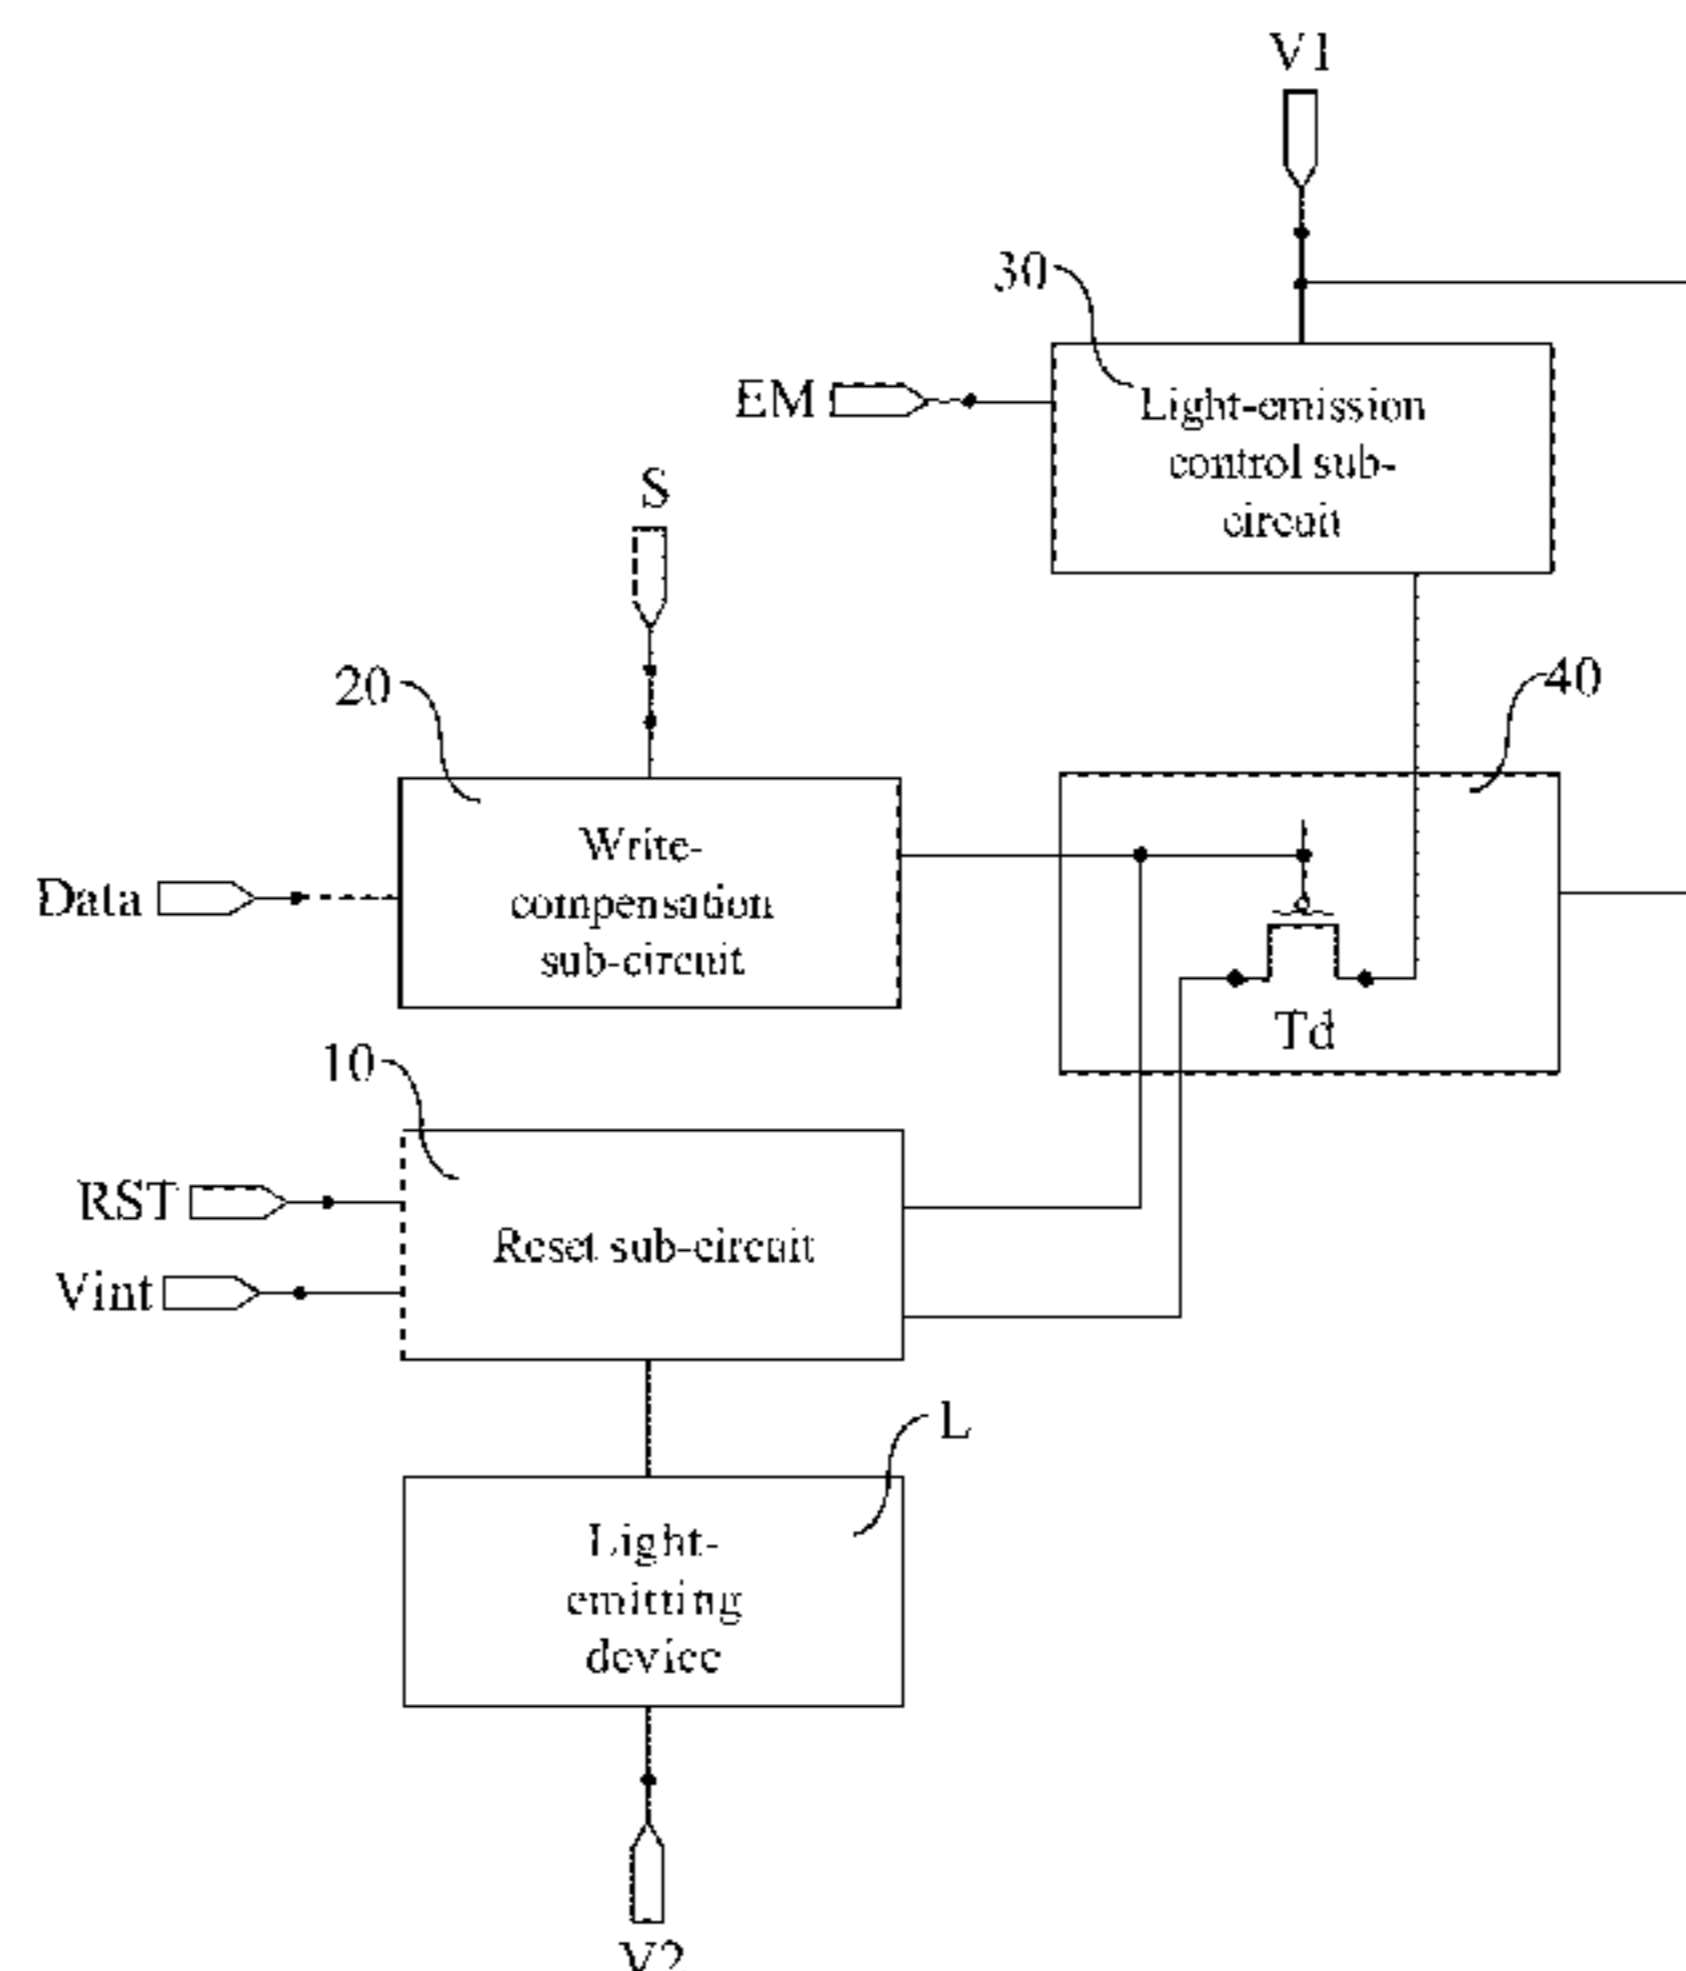 V1
30
EM
Light-emission
control sub-
circuit
S
20
40
Write-
compensation
sub-circuit
Data
Td
10
RST
Reset sub-circuit
Vint
L
Light-
emitting
device
V2